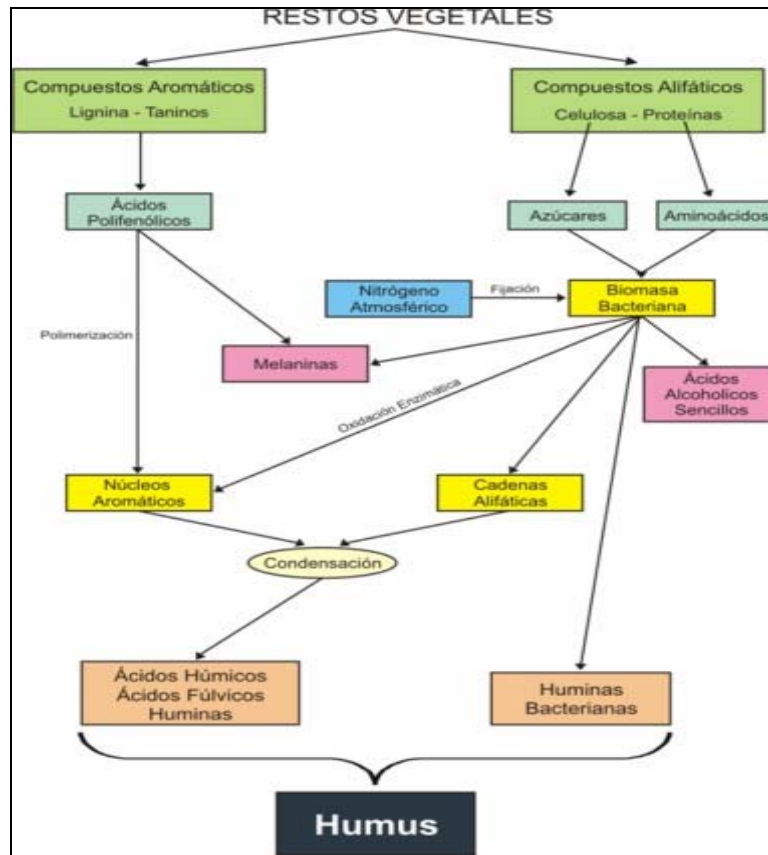 RESTOS VEGETALES
Compuestos Aromáticos
Lignina - Taninos
Compuestos Alifáticos
Celulosa - Proteínas
Ácidos
Polifenólicos
Azúcares
Aminoácidos
Nitrógeno
Atmosférico
Fijación
Biomasa
Bacteriana
Polimerización
Melaninas
Ácidos
Alcoholicos
Sencillos
Oxidación Enzimática
Núcleos
Aromáticos
Cadenas
Alifáticas
Condensación
Ácidos Húmicos
Ácidos Fúlvicos
Huminas
Huminas
Bacterianas
Humus